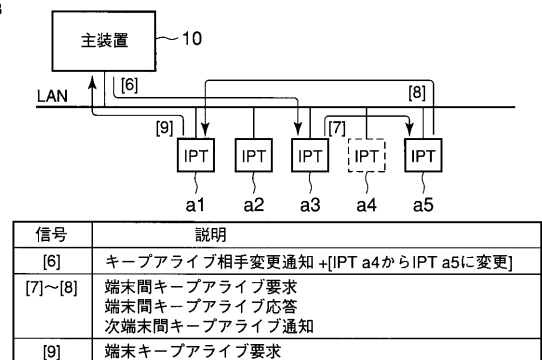 主装置
10
[6]
[8]
LAN
[9]
[7]
IPT IPT IPT IPT IPT
a1 a2 a3 a4 a5
信号 説明
[6] キープアライブ相手変更通知 +[IPT a4からIPT a5に変更]
[7]～[8] 端末間キープアライブ要求
端末間キープアライブ応答
次端末間キープアライブ通知
[9] 端末キープアライブ要求